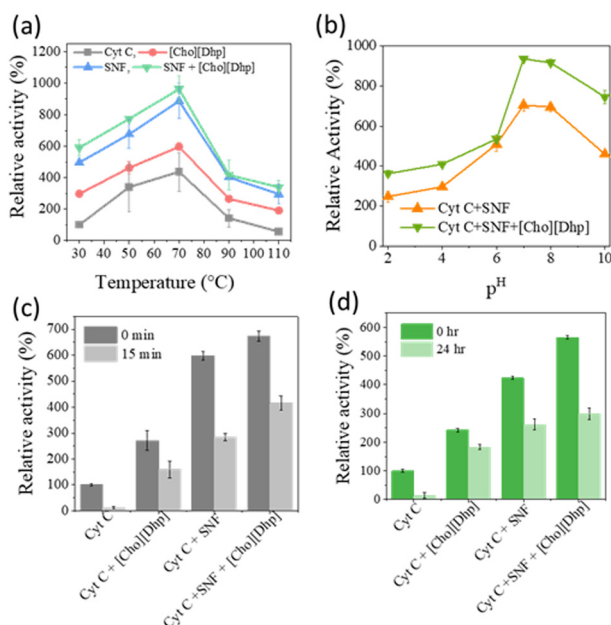 (a)
Relative activity (%)
1200
1000
800
600
400
200
0
Cyt C, [Cho][Dhp]
SNF, SNF + [Cho][Dhp]
30 50 70 90 110
Temperature (°C)
(b)
Relative Activity (%)
1000
800
600
400
200
0
Cyt C+SNF
Cyt C+SNF+[Cho][Dhp]
2 4 6 8 10
pH
(c)
Relative activity (%)
800
700
600
500
400
300
200
100
0
0 min
15 min
Cyt C
Cyt C + [Cho][Dhp]
Cyt C + SNF
Cyt C+SNF + [Cho][Dhp]
(d)
Relative activity (%)
600
500
400
300
200
100
0
0 hr
24 hr
Cyt C
Cyt C + [Cho][Dhp]
Cyt C + SNF
Cyt C+SNF + [Cho][Dhp]